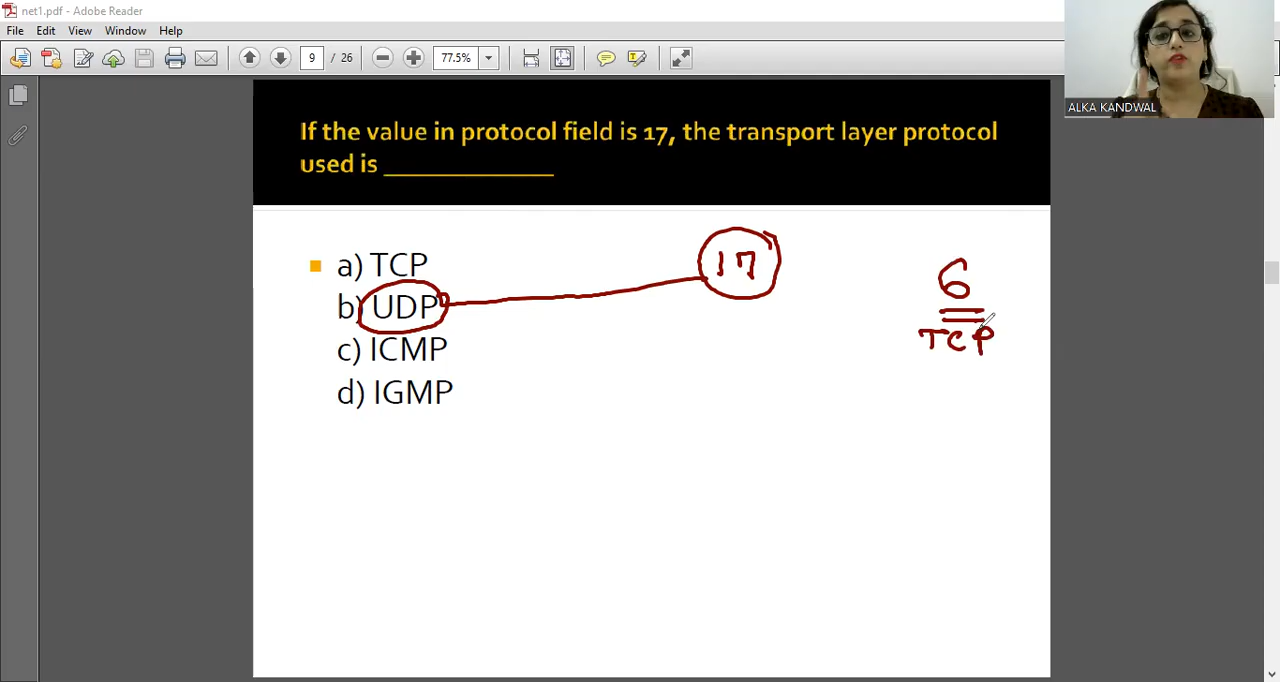 net1.pdf - Adobe Reader
File Edit View Window Help
9 / 26 77.5%
ALKA KANDWAL
If the value in protocol field is 17, the transport layer protocol
used is ______________
a) TCP
b) UDP
c) ICMP
d) IGMP
17
6
TCP